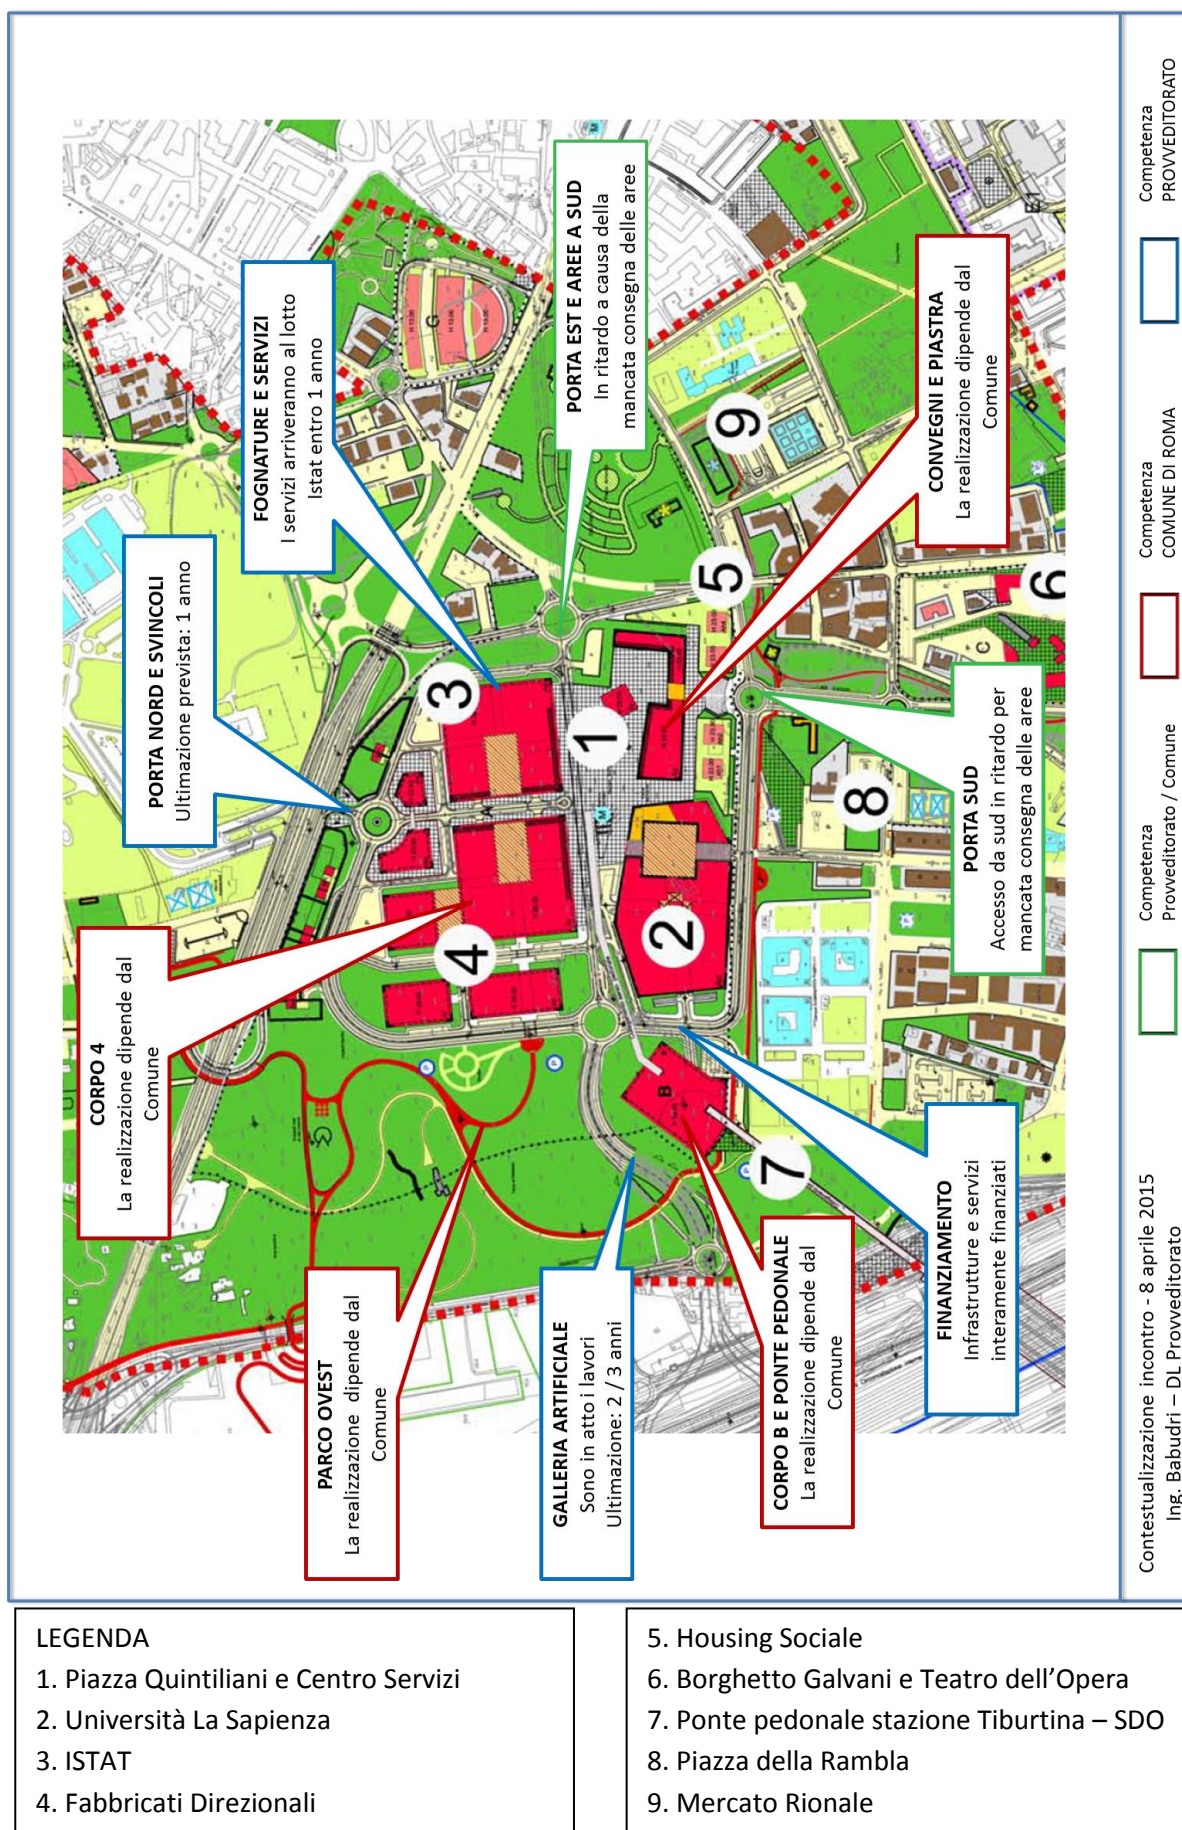 PORTA NORD E SVINCOLI
Ultimazione prevista: 1 anno
FOGNATURE E SERVIZI
I servizi arriveranno al lotto
Istat entro 1 anno
PORTA EST E AREE A SUD
In ritardo a causa della
mancata consegna delle aree
CORPO 4
La realizzazione dipende dal
Comune
CONVEGNI E PIASTRA
La realizzazione dipende dal
Comune
PARCO OVEST
La realizzazione dipende dal
Comune
GALLERIA ARTIFICIALE
Sono in atto i lavori
Ultimazione: 2 / 3 anni
CORPO B E PONTE PEDONALE
La realizzazione dipende dal
Comune
FINANZIAMENTO
Infrastrutture e servizi
interamente finanziati
PORTA SUD
Accesso da sud in ritardo per
mancata consegna delle aree
1
2
3
4
5
6
7
8
9
B
C
G
A
M
M
P
P
P
Contestualizzazione incontro - 8 aprile 2015
Ing. Babudri – DL Provveditorato
Competenza
Provveditorato / Comune
Competenza
COMUNE DI ROMA
Competenza
PROVVEDITORATO
LEGENDA
1. Piazza Quintiliani e Centro Servizi
2. Università La Sapienza
3. ISTAT
4. Fabbricati Direzionali
5. Housing Sociale
6. Borghetto Galvani e Teatro dell’Opera
7. Ponte pedonale stazione Tiburtina – SDO
8. Piazza della Rambla
9. Mercato Rionale